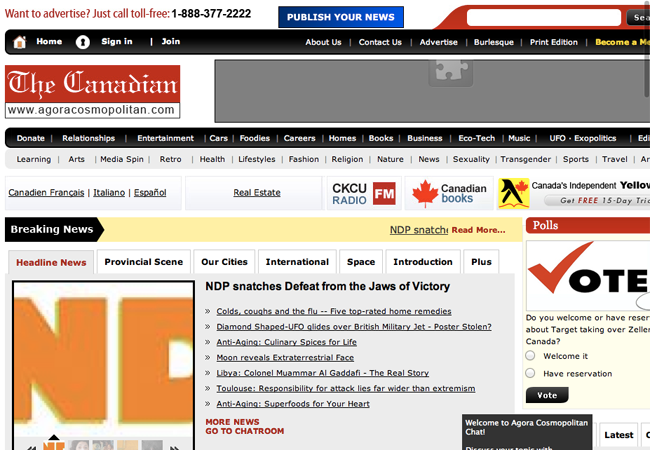 Want to advertise? Just call toll-free: 1-888-377-2222
PUBLISH YOUR NEWS
Home Sign in | Join
About Us | Contact Us | Advertise | Burlesque | Print Edition | Become a Me
The Canadian
www.agoracosmopolitan.com
Donate | Relationships | Entertainment | Cars | Foodies | Careers | Homes | Books | Business | Eco-Tech | Music | UFO - Exopolitics | Edi
Learning | Arts | Media Spin | Retro | Health | Lifestyles | Fashion | Religion | Nature | News | Sexuality | Transgender | Sports | Travel | Ar
Canadien Français | Italiano | Español
Real Estate
CKCU RADIO FM
Canadian books
Canada's Independent Yellow
Get FREE 15-Day Tri
Breaking News
NDP snatche Read More...
Polls
Headline News
Provincial Scene
Our Cities
International
Space
Introduction
Plus
VOTE
NDP snatches Defeat from the Jaws of Victory
» Colds, coughs and the flu -- Five top-rated home remedies
» Diamond Shaped-UFO glides over British Military Jet - Poster Stolen?
» Anti-Aging: Culinary Spices for Life
» Moon reveals Extraterrestrial Face
» Libya: Colonel Muammar Al Gaddafi - The Real Story
» Toulouse: Responsibility for attack lies far wider than extremism
» Anti-Aging: Superfoods for Your Heart
MORE NEWS
GO TO CHATROOM
ND
Do you welcome or have reser
about Target taking over Zeller
Canada?
Welcome it
Have reservation
Vote
Welcome to Agora Cosmopolitan
Chat!
Discuss your topic with
Latest